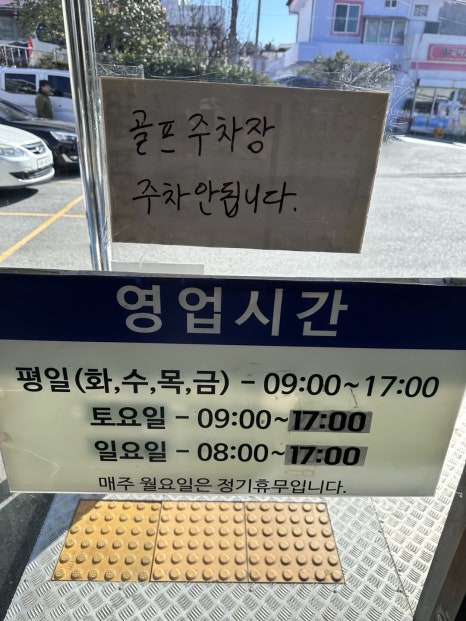 골프 주차장
주차 안됩니다.
영업시간
평일(화,수,목,금) - 09:00~17:00
토요일 - 09:00~17:00
일요일 - 08:00~17:00
매주 월요일은 정기휴무입니다.